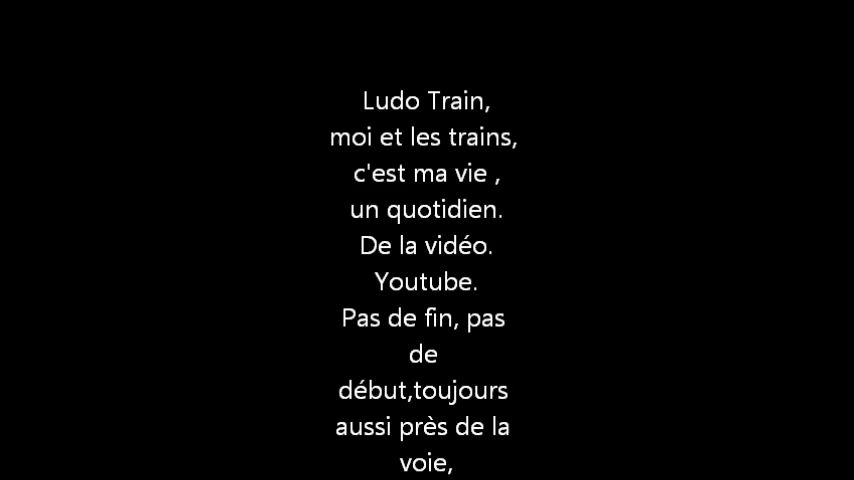 Ludo Train,
moi et les trains,
c'est ma vie ,
un quotidien.
De la vidéo.
Youtube.
Pas de fin, pas
de
début,toujours
aussi près de la
voie,